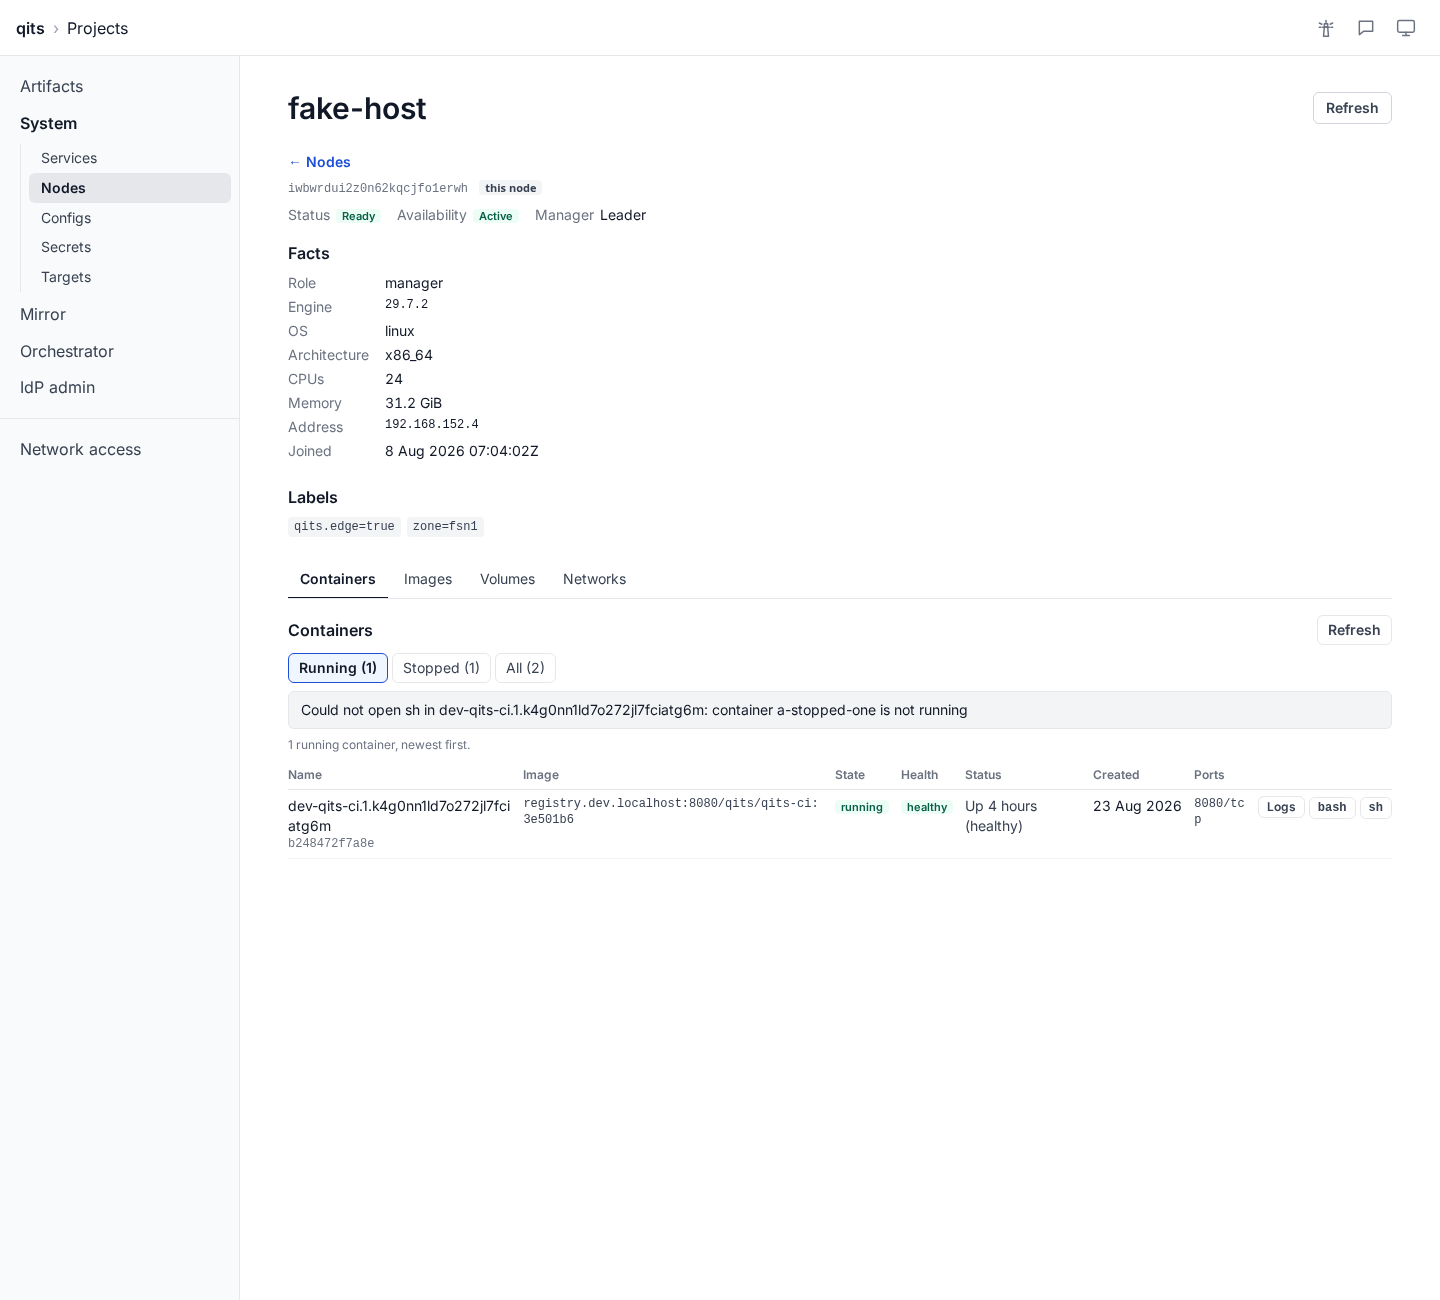 qits › Projects
Artifacts
System
Services
Nodes
Configs
Secrets
Targets
Mirror
Orchestrator
IdP admin
Network access
fake-host
Refresh
← Nodes
iwbwrdui2z0n62kqcjfo1erwh this node
Status Ready Availability Active Manager Leader
Facts
Role manager
Engine 29.7.2
OS linux
Architecture x86_64
CPUs 24
Memory 31.2 GiB
Address 192.168.152.4
Joined 8 Aug 2026 07:04:02Z
Labels
qits.edge=true zone=fsn1
Containers Images Volumes Networks
Containers
Refresh
Running (1) Stopped (1) All (2)
Could not open sh in dev-qits-ci.1.k4g0nn1ld7o272jl7fciatg6m: container a-stopped-one is not running
1 running container, newest first.
Name Image State Health Status Created Ports
dev-qits-ci.1.k4g0nn1ld7o272jl7fci registry.dev.localhost:8080/qits/qits-ci: running healthy Up 4 hours 23 Aug 2026 8080/tc Logs bash sh
atg6m 3e501b6 (healthy) p
b248472f7a8e